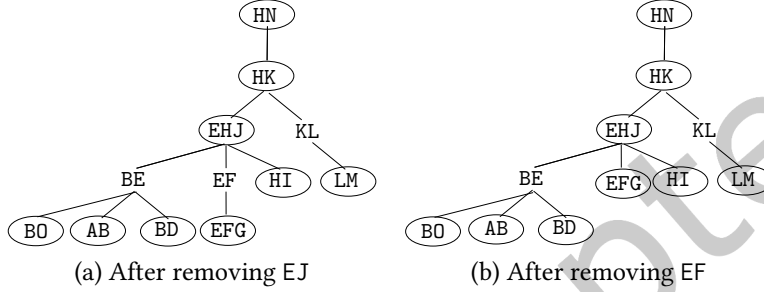 HN HN
HK HK
EHJ KL EHJ KL
BE EF HI LM BE EFG HI LM
BO AB BD EFG BO AB BD
(a) After removing EJ (b) After removing EF
pte